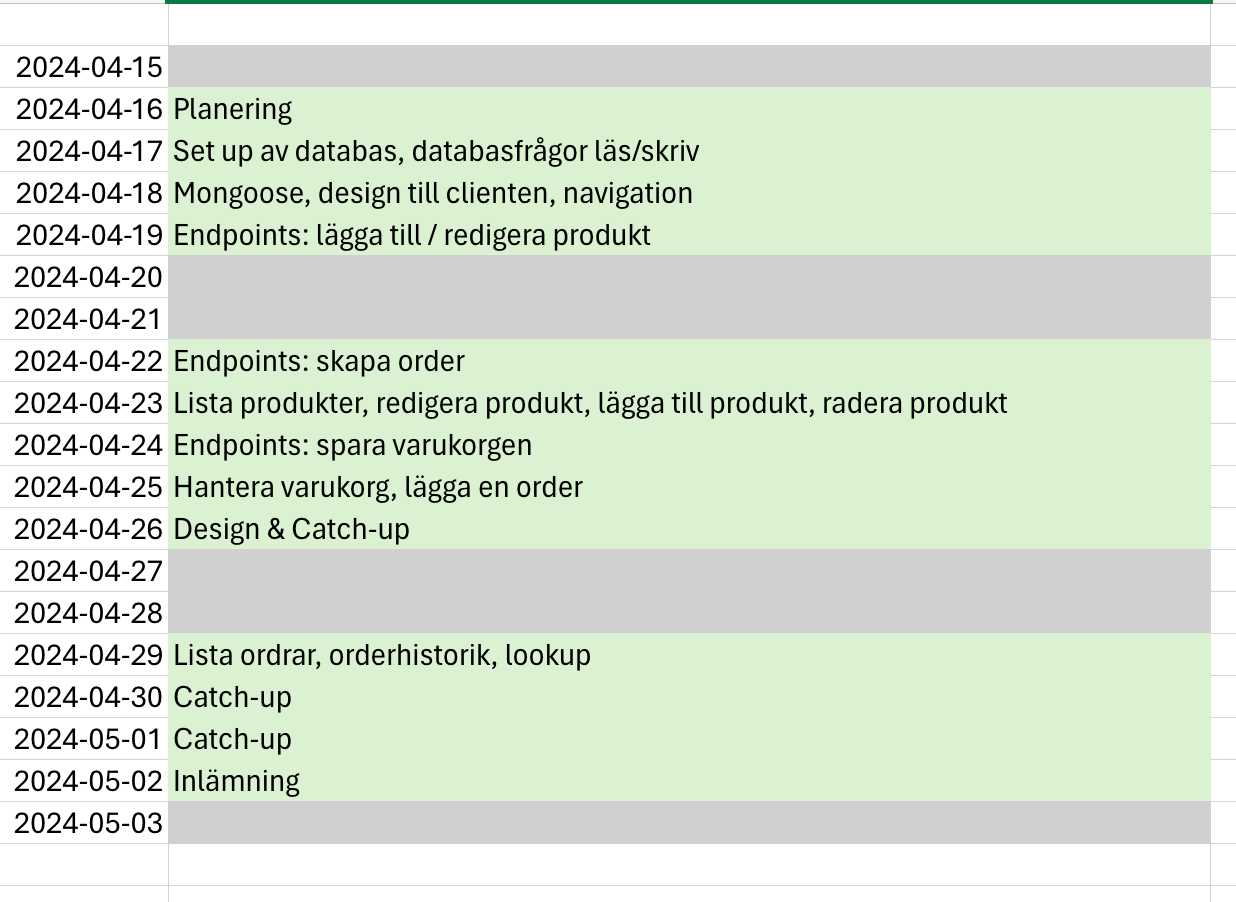 2024-04-15
2024-04-16 Planering
2024-04-17 Set up av databas, databasfrågor läs/skriv
2024-04-18 Mongoose, design till clienten, navigation
2024-04-19 Endpoints: lägga till / redigera produkt
2024-04-20
2024-04-21
2024-04-22 Endpoints: skapa order
2024-04-23 Lista produkter, redigera produkt, lägga till produkt, radera produkt
2024-04-24 Endpoints: spara varukorgen
2024-04-25 Hantera varukorg, lägga en order
2024-04-26 Design & Catch-up
2024-04-27
2024-04-28
2024-04-29 Lista ordrar, orderhistorik, lookup
2024-04-30 Catch-up
2024-05-01 Catch-up
2024-05-02 Inlämning
2024-05-03